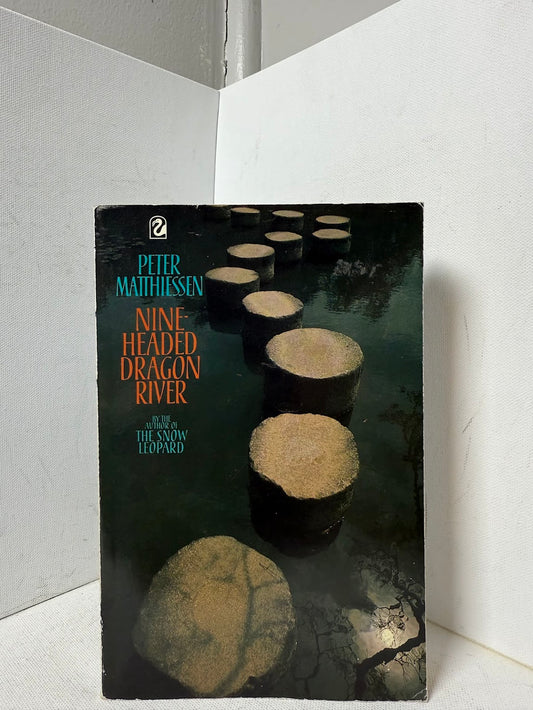 PETER
MATTHIESSEN
NINE-
HEADED
DRAGON
RIVER
BY THE
AUTHOR OF
THE SNOW
LEOPARD